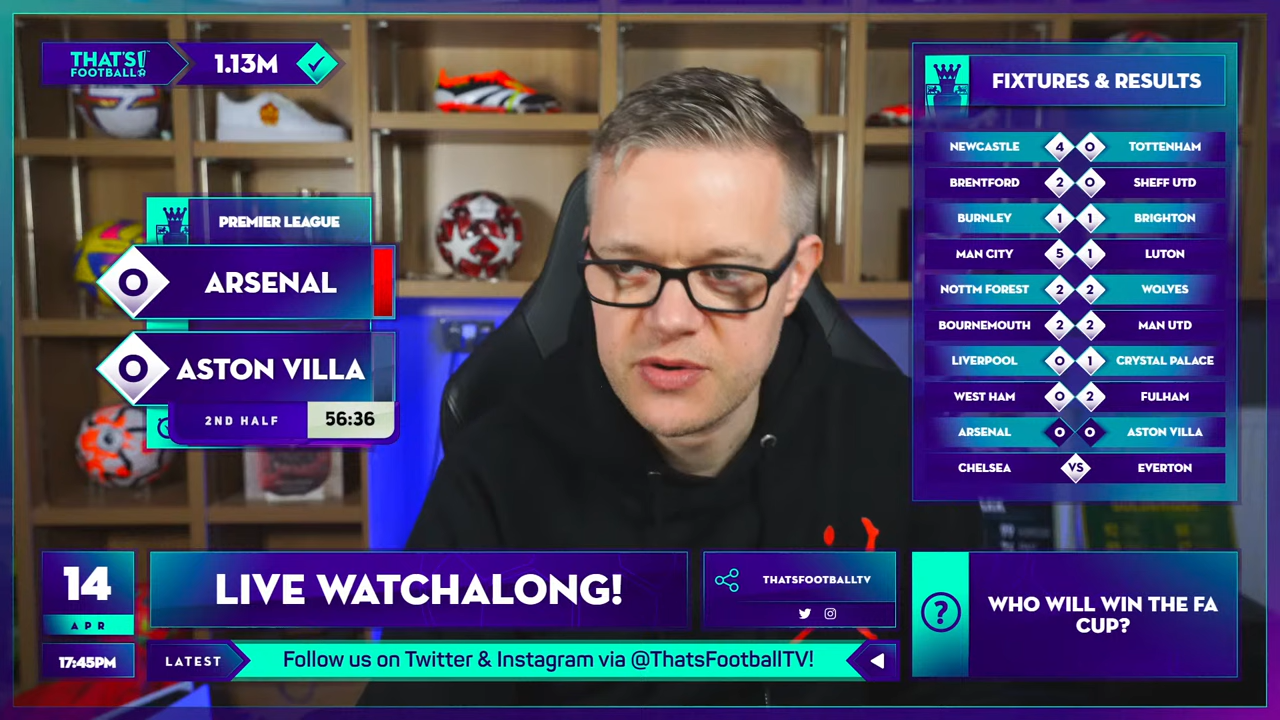 THAT'S!
FOOTBALL
1.13M
FIXTURES & RESULTS
NEWCASTLE 4 0 TOTTENHAM
BRENTFORD 2 0 SHEFF UTD
BURNLEY 1 1 BRIGHTON
MAN CITY 5 1 LUTON
NOTTM FOREST 2 2 WOLVES
BOURNEMOUTH 2 2 MAN UTD
LIVERPOOL 0 1 CRYSTAL PALACE
WEST HAM 0 2 FULHAM
ARSENAL 0 0 ASTON VILLA
CHELSEA VS EVERTON
PREMIER LEAGUE
0 ARSENAL
0 ASTON VILLA
2ND HALF 56:36
14
APR
LIVE WATCHALONG!
THATSFOOTBALLTV
?
WHO WILL WIN THE FA
CUP?
17:45PM
LATEST
Follow us on Twitter & Instagram via @ThatsFootballTV!